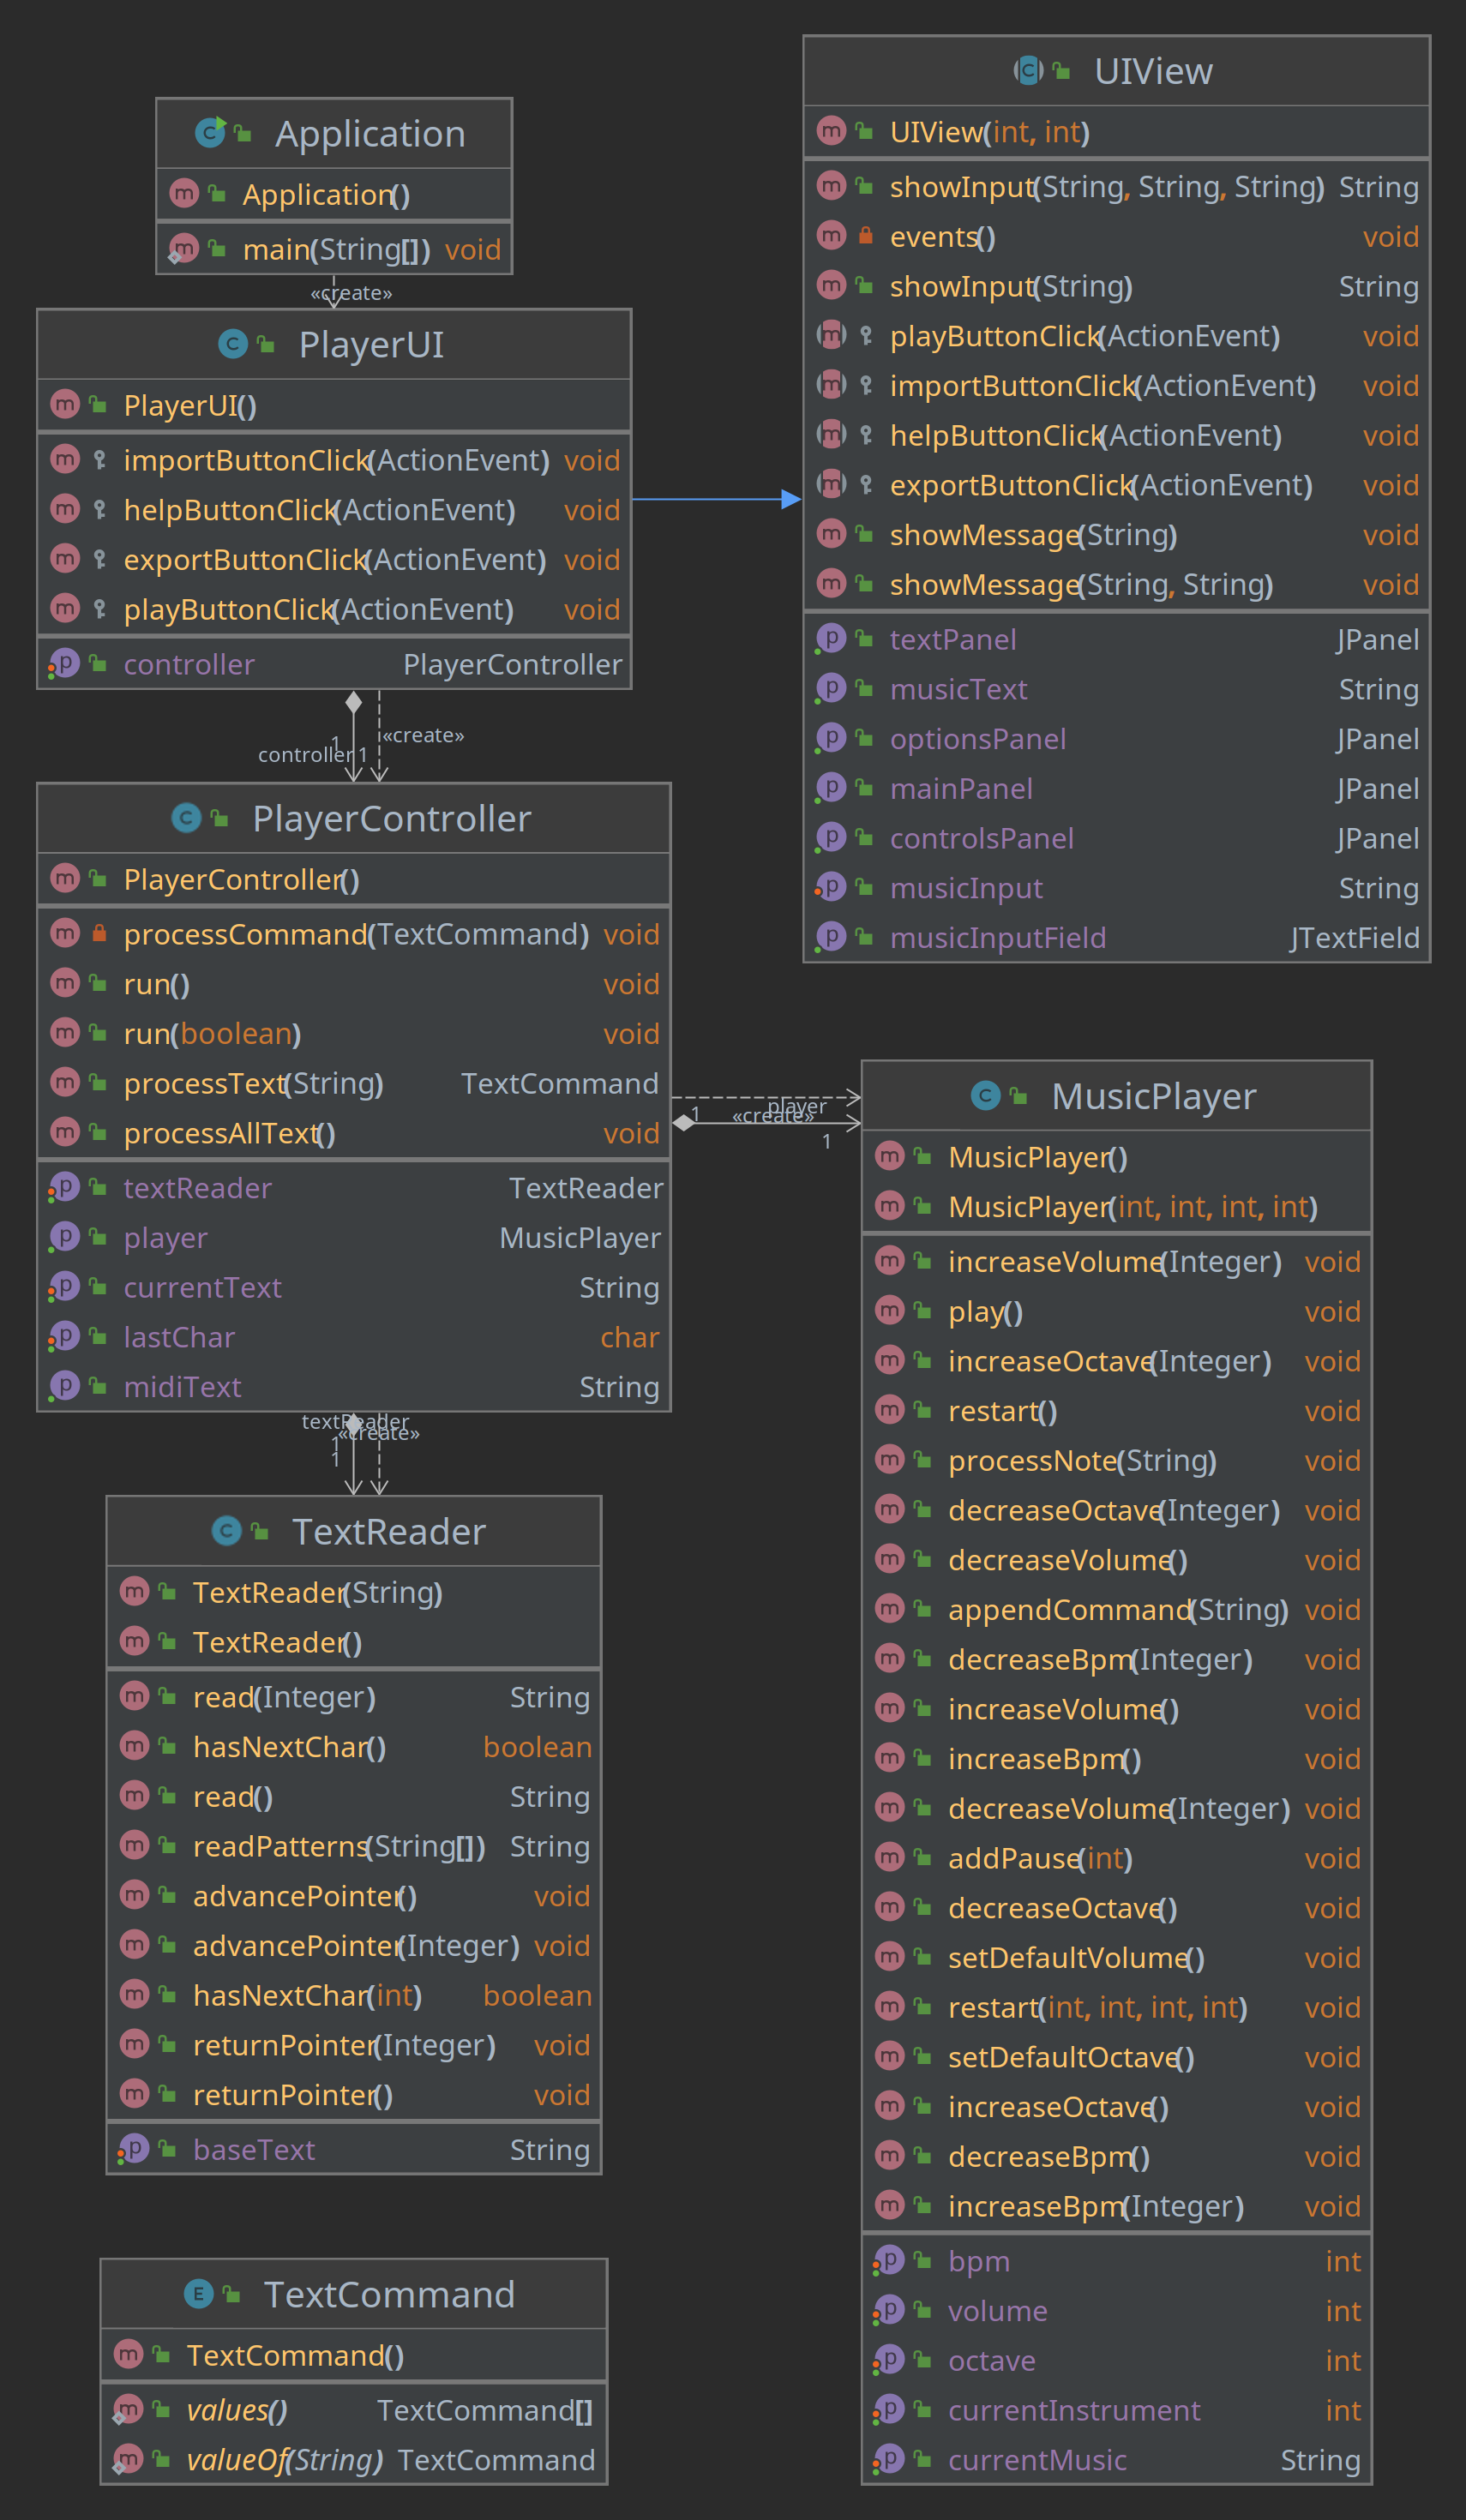 Application
Application()
main(String[]) void
«create»
PlayerUI
PlayerUI()
importButtonClick(ActionEvent) void
helpButtonClick(ActionEvent) void
exportButtonClick(ActionEvent) void
playButtonClick(ActionEvent) void
controller PlayerController
«create»
1
controller 1
PlayerController
PlayerController()
processCommand(TextCommand) void
run() void
run(boolean) void
processText(String) TextCommand
processAllText() void
textReader TextReader
player MusicPlayer
currentText String
lastChar char
midiText String
textReader
«create»
1
1
TextReader
TextReader(String)
TextReader()
read(Integer) String
hasNextChar() boolean
read() String
readPatterns(String[]) String
advancePointer() void
advancePointer(Integer) void
hasNextChar(int) boolean
returnPointer(Integer) void
returnPointer() void
baseText String
TextCommand
TextCommand()
values() TextCommand[]
valueOf(String) TextCommand
UIView
UIView(int, int)
showInput(String, String, String) String
events() void
showInput(String) String
playButtonClick(ActionEvent) void
importButtonClick(ActionEvent) void
helpButtonClick(ActionEvent) void
exportButtonClick(ActionEvent) void
showMessage(String) void
showMessage(String, String) void
textPanel JPanel
musicText String
optionsPanel JPanel
mainPanel JPanel
controlsPanel JPanel
musicInput String
musicInputField JTextField
player
1 «create»
1
MusicPlayer
MusicPlayer()
MusicPlayer(int, int, int, int)
increaseVolume(Integer) void
play() void
increaseOctave(Integer) void
restart() void
processNote(String) void
decreaseOctave(Integer) void
decreaseVolume() void
appendCommand(String) void
decreaseBpm(Integer) void
increaseVolume() void
increaseBpm() void
decreaseVolume(Integer) void
addPause(int) void
decreaseOctave() void
setDefaultVolume() void
restart(int, int, int, int) void
setDefaultOctave() void
increaseOctave() void
decreaseBpm() void
increaseBpm(Integer) void
bpm int
volume int
octave int
currentInstrument int
currentMusic String